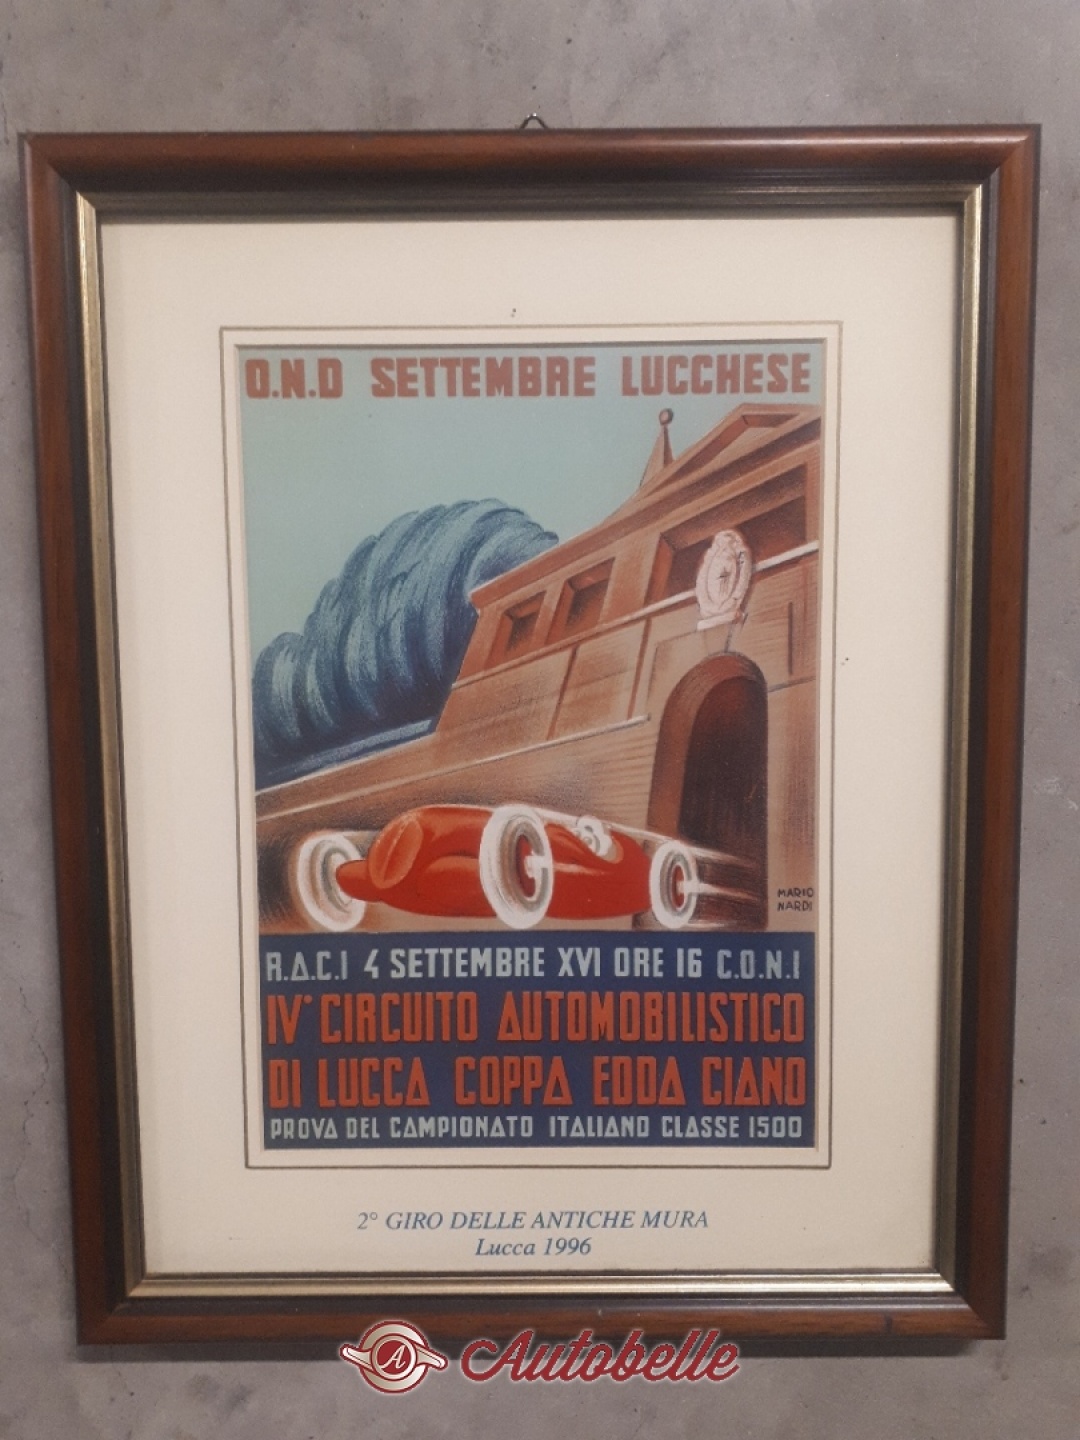 O.N.D SETTEMBRE LUCCHESE
MARIO
NARDI
R.A.C.I 4 SETTEMBRE XVI ORE 16 C.O.N.I
IV° CIRCUITO AUTOMOBILISTICO
DI LUCCA COPPA EDDA CIANO
PROVA DEL CAMPIONATO ITALIANO CLASSE 1500
2° GIRO DELLE ANTICHE MURA
Lucca 1996
A Autobelle